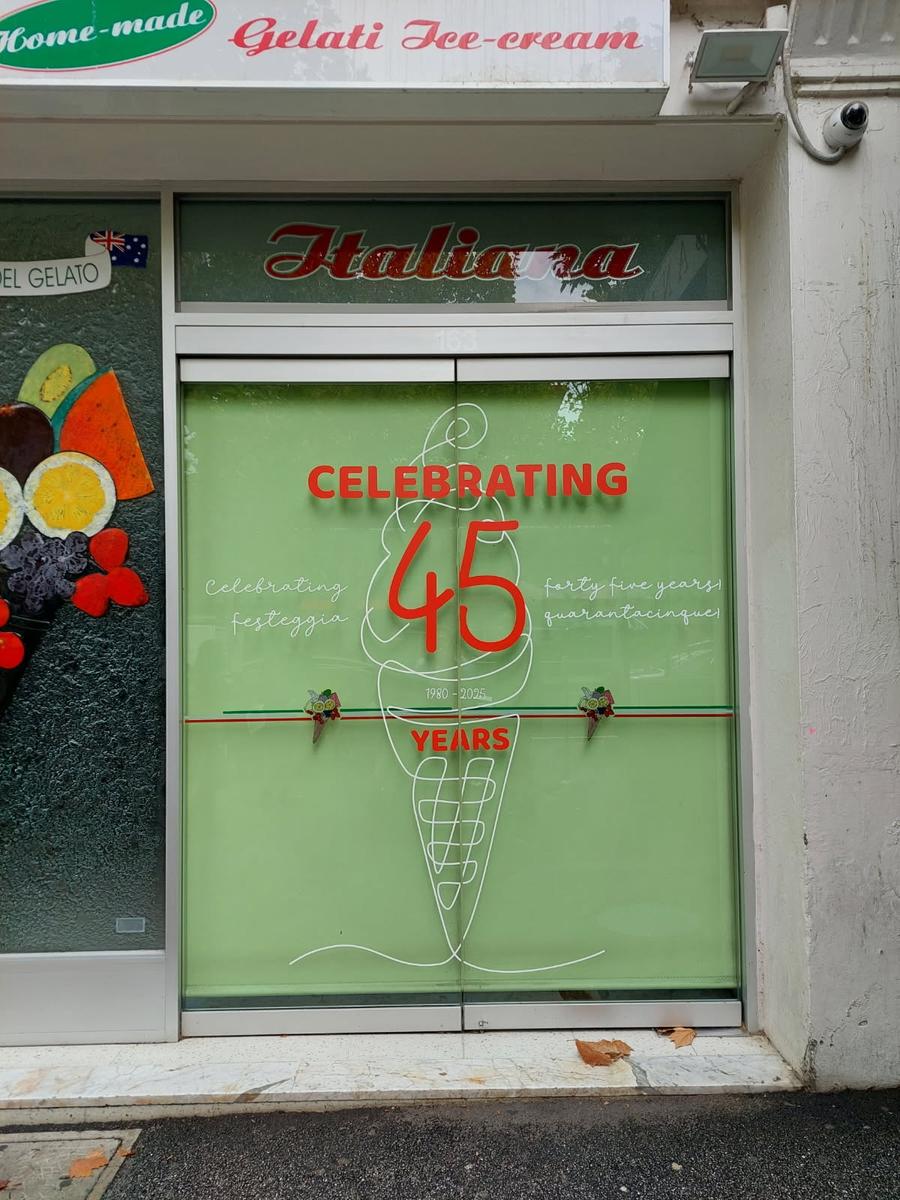 Home-made
Gelati Ice-cream
Italiana
DEL GELATO
163
CELEBRATING
45
Celebrating
festeggia
forty five years!
quarantacinque!
1980 - 2025
YEARS